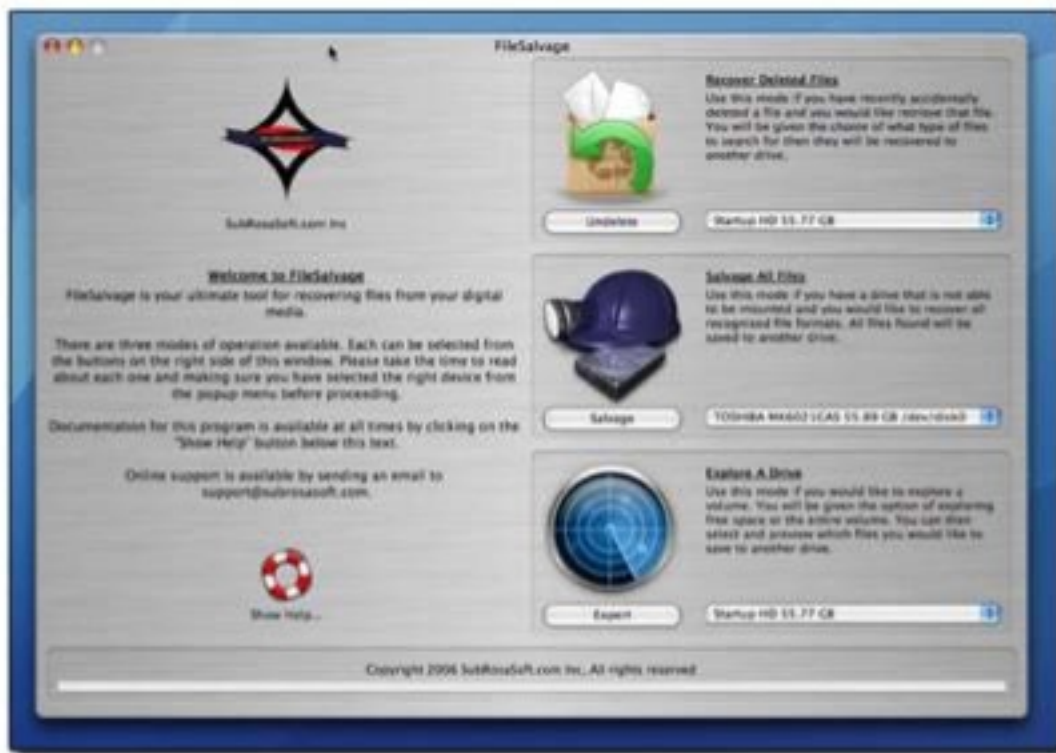 FileSalvage
SubRosaSoft.com Inc
Welcome to FileSalvage
FileSalvage is your ultimate tool for recovering files from your digital
media.
There are three modes of operation available. Each can be selected from
the buttons on the right side of this window. Please take the time to read
about each one and making sure you have selected the right device from
the popup menu before proceeding.
Documentation for this program is available at all times by clicking on the
"Show Help" button below this text.
Online support is available by sending an email to
support@subrosasoft.com.
Show Help...
Recover Deleted Files
Use this mode if you have recently accidentally
deleted a file and you would like retrieve that file.
You will be given the choice of what type of files
to search for then they will be recovered to
another drive.
Undelete
Startup HD 55.77 GB
Salvage All Files
Use this mode if you have a drive that is not able
to be mounted and you would like to recover all
recognised file formats. All files found will be
saved to another drive.
Salvage
TOSHIBA MK6021GAS 55.89 GB /dev/disk0
Explore A Drive
Use this mode if you would like to explore a
volume. You will be given the option of exploring
free space or the entire volume. You can then
select and preview which files you would like to
save to another drive.
Expert
Startup HD 55.77 GB
Copyright 2006 SubRosaSoft.com Inc. All rights reserved